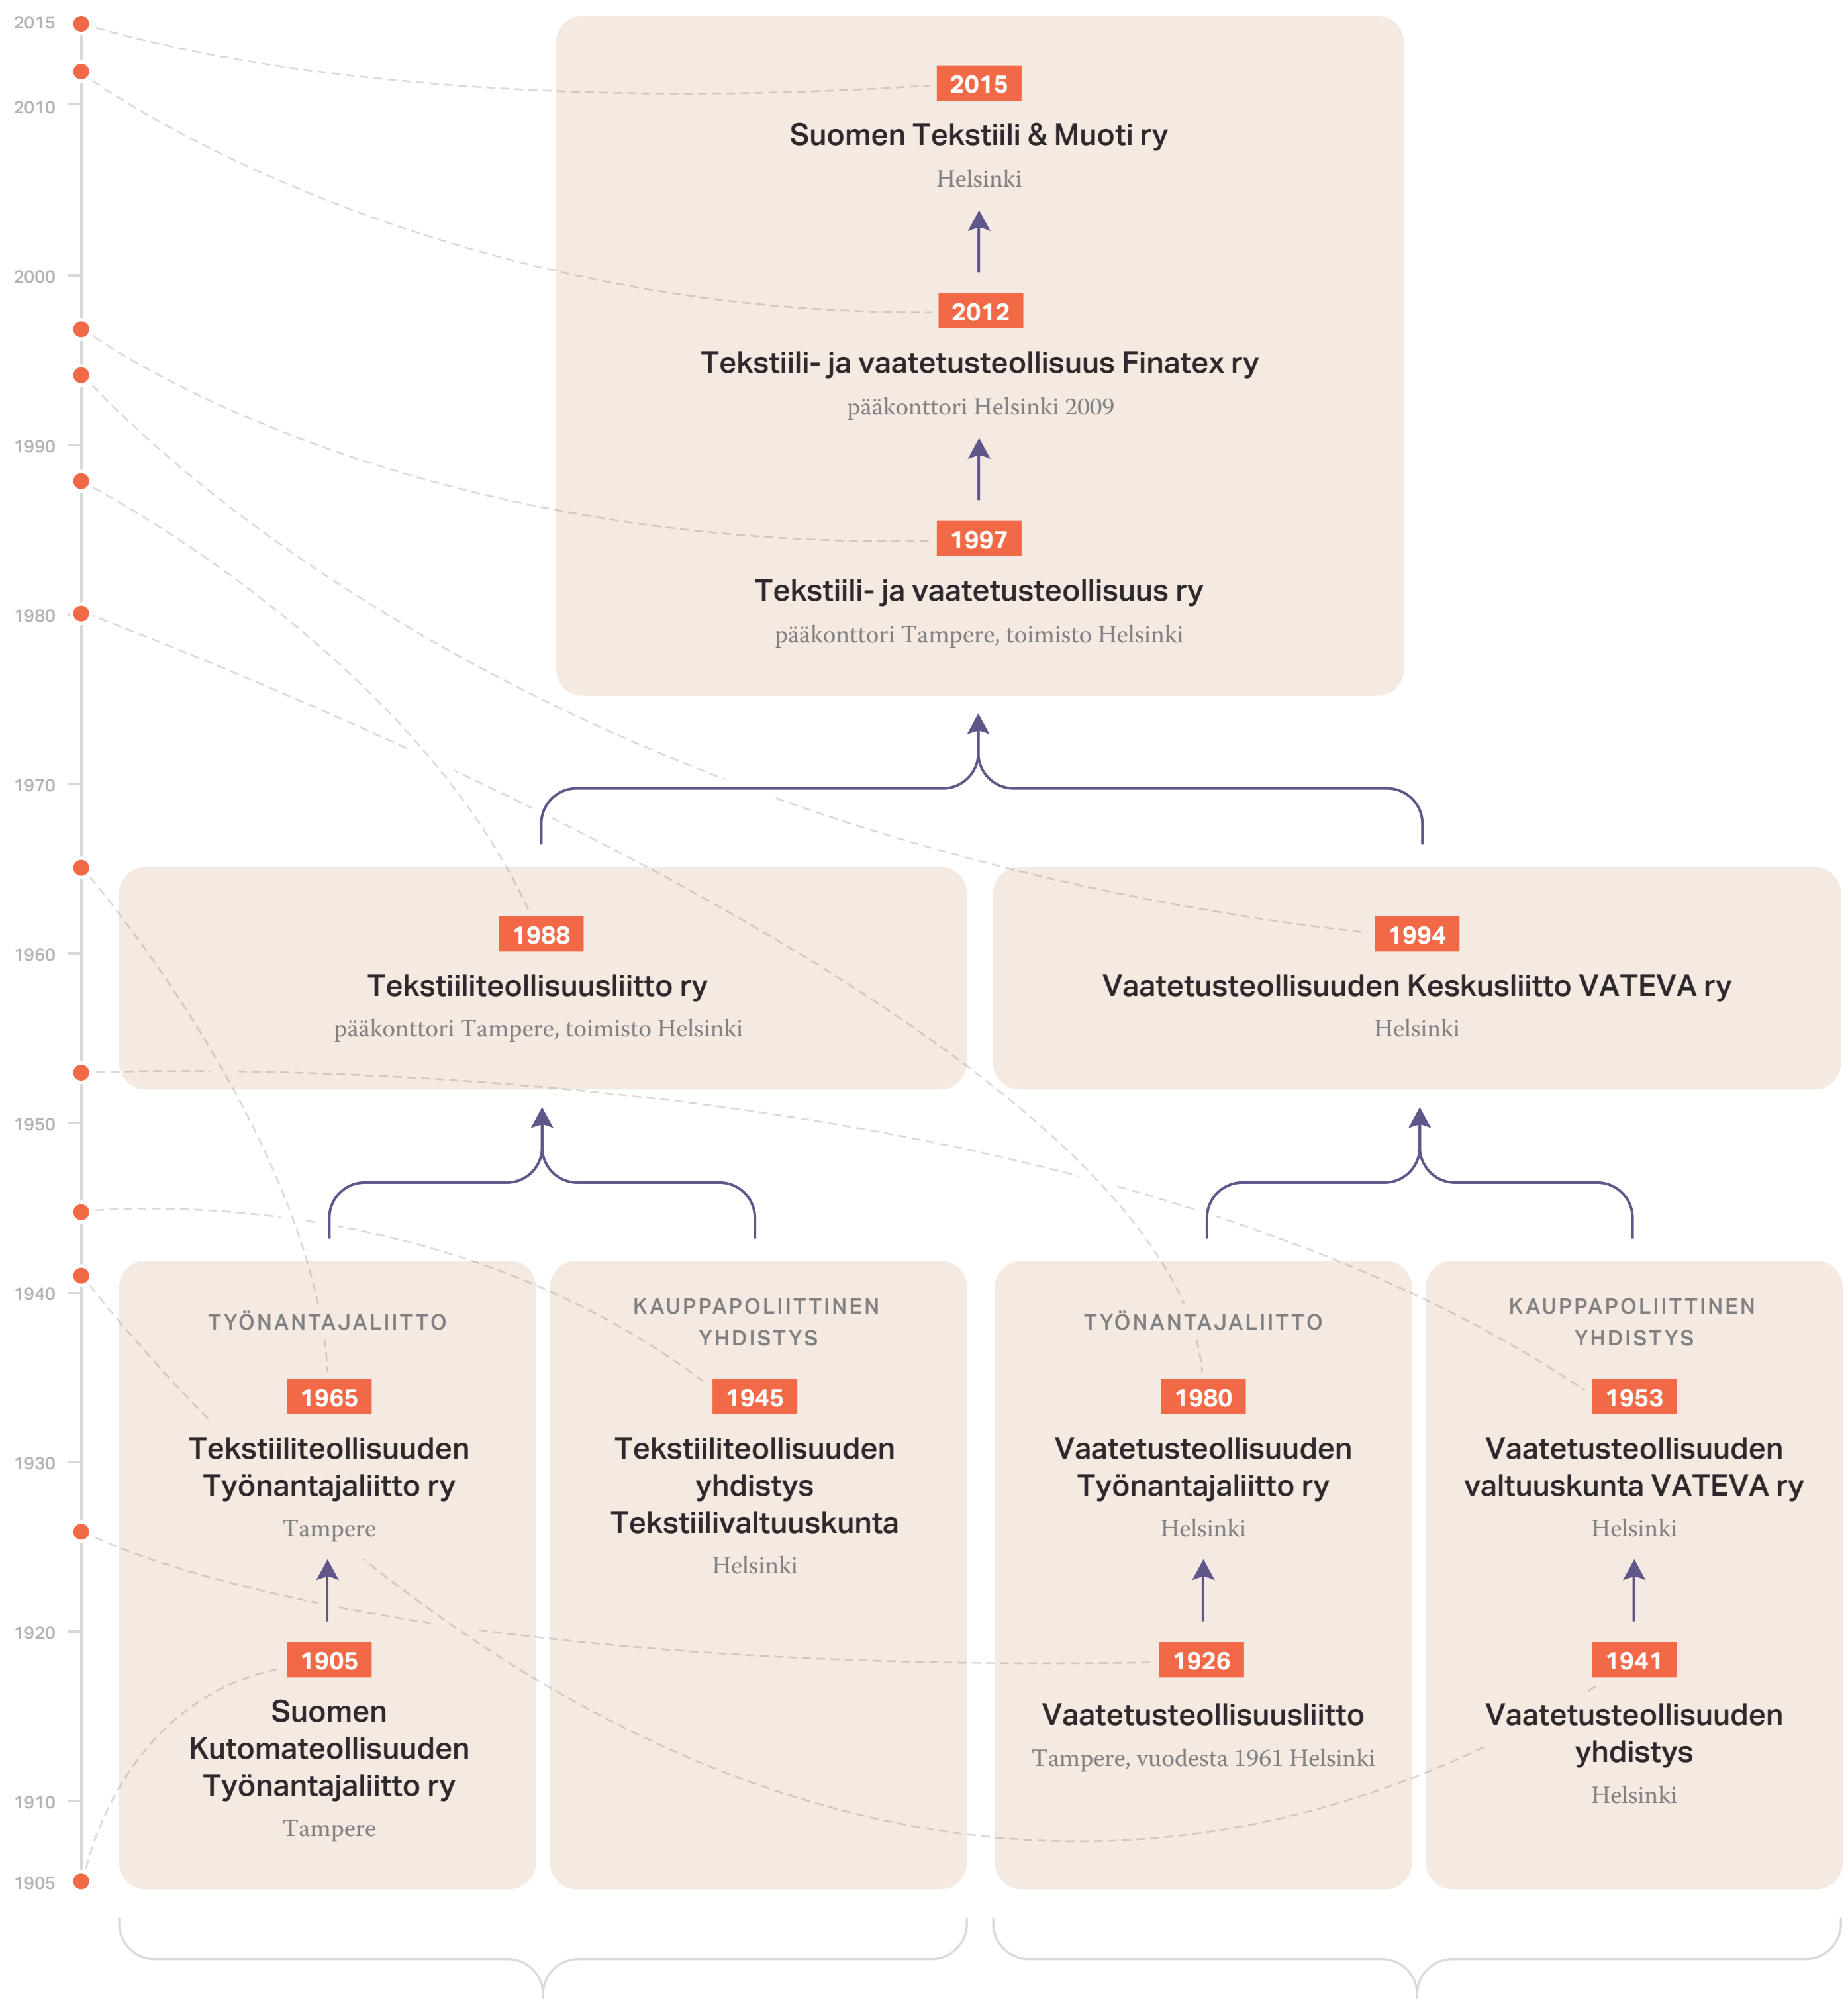 2015
2010
2000
1990
1980
1970
1960
1950
1940
1930
1920
1910
1905
2015
Suomen Tekstiili & Muoti ry
Helsinki
2012
Tekstiili- ja vaatetusteollisuus Finatex ry
pääkonttori Helsinki 2009
1997
Tekstiili- ja vaatetusteollisuus ry
pääkonttori Tampere, toimisto Helsinki
1988
Tekstiiliteollisuusliitto ry
pääkonttori Tampere, toimisto Helsinki
1994
Vaatetusteollisuuden Keskusliitto VATEVA ry
Helsinki
TYÖNANTAJALIITTO
1965
Tekstiiliteollisuuden
Työnantajaliitto ry
Tampere
1905
Suomen
Kutomateollisuuden
Työnantajaliitto ry
Tampere
KAUPPAPOLIITTINEN
YHDISTYS
1945
Tekstiiliteollisuuden
yhdistys
Tekstiilivaltuuskunta
Helsinki
TYÖNANTAJALIITTO
1980
Vaatetusteollisuuden
Työnantajaliitto ry
Helsinki
1926
Vaatetusteollisuusliitto
Tampere, vuodesta 1961 Helsinki
KAUPPAPOLIITTINEN
YHDISTYS
1953
Vaatetusteollisuuden
valtuuskunta VATEVA ry
Helsinki
1941
Vaatetusteollisuuden
yhdistys
Helsinki